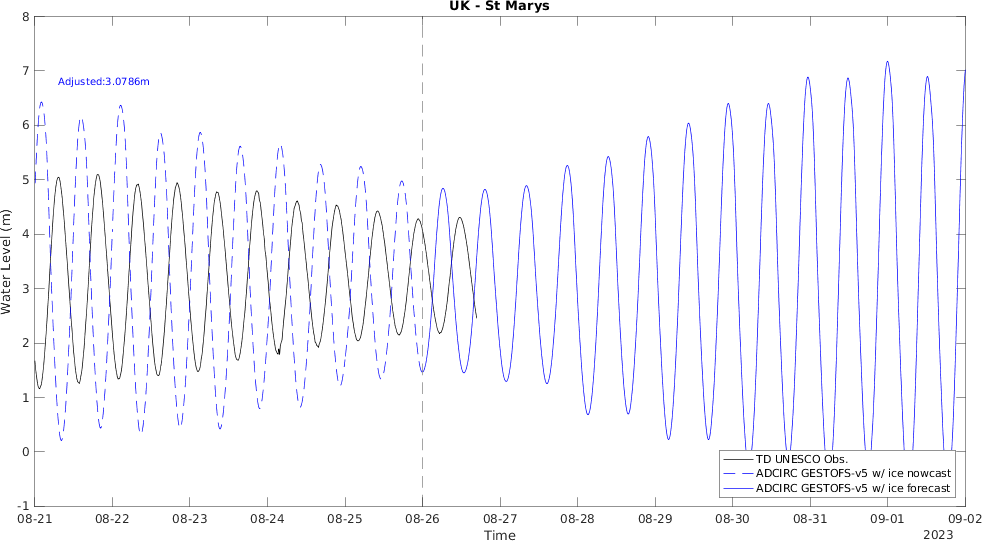 UK - St Marys
8
7
6
5
4
3
2
1
0
-1
Water Level (m)
Adjusted:3.0786m
TD UNESCO Obs.
ADCIRC GESTOFS-v5 w/ ice nowcast
ADCIRC GESTOFS-v5 w/ ice forecast
08-21 08-22 08-23 08-24 08-25 08-26 08-27 08-28 08-29 08-30 08-31 09-01 09-02
Time
2023